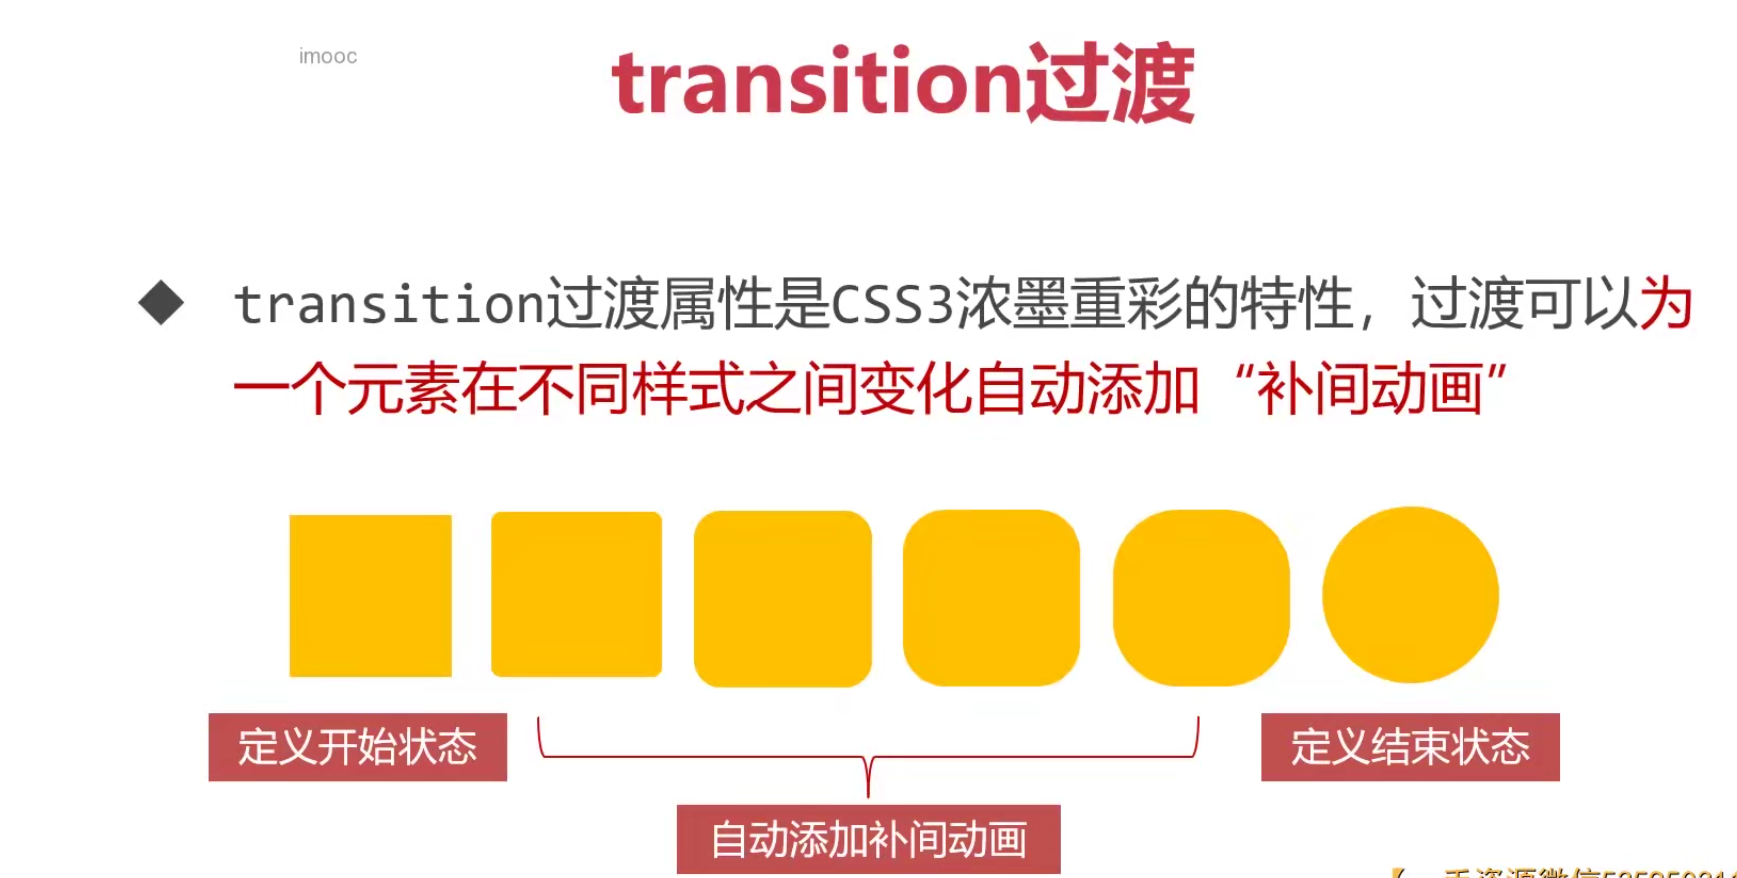 imooc
transition过渡
transition过渡属性是CSS3浓墨重彩的特性，过渡可以为
一个元素在不同样式之间变化自动添加“补间动画”
定义开始状态
定义结束状态
自动添加补间动画